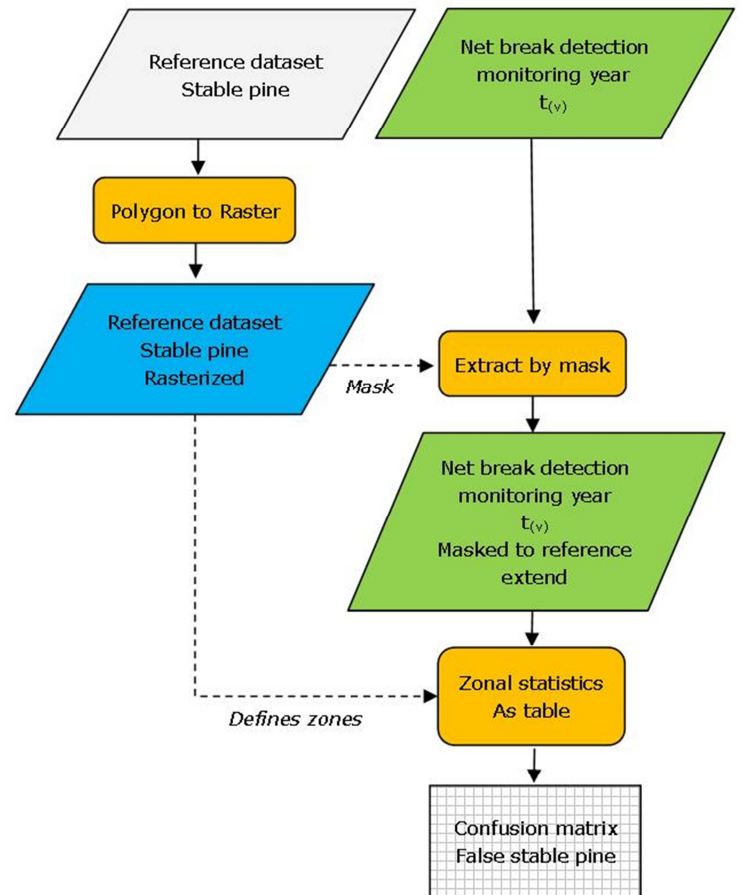 Reference dataset
Stable pine
Net break detection
monitoring year
t(v)
Polygon to Raster
Reference dataset
Stable pine
Rasterized
Mask
Extract by mask
Net break detection
monitoring year
t(v)
Masked to reference
extend
Defines zones
Zonal statistics
As table
Confusion matrix
False stable pine